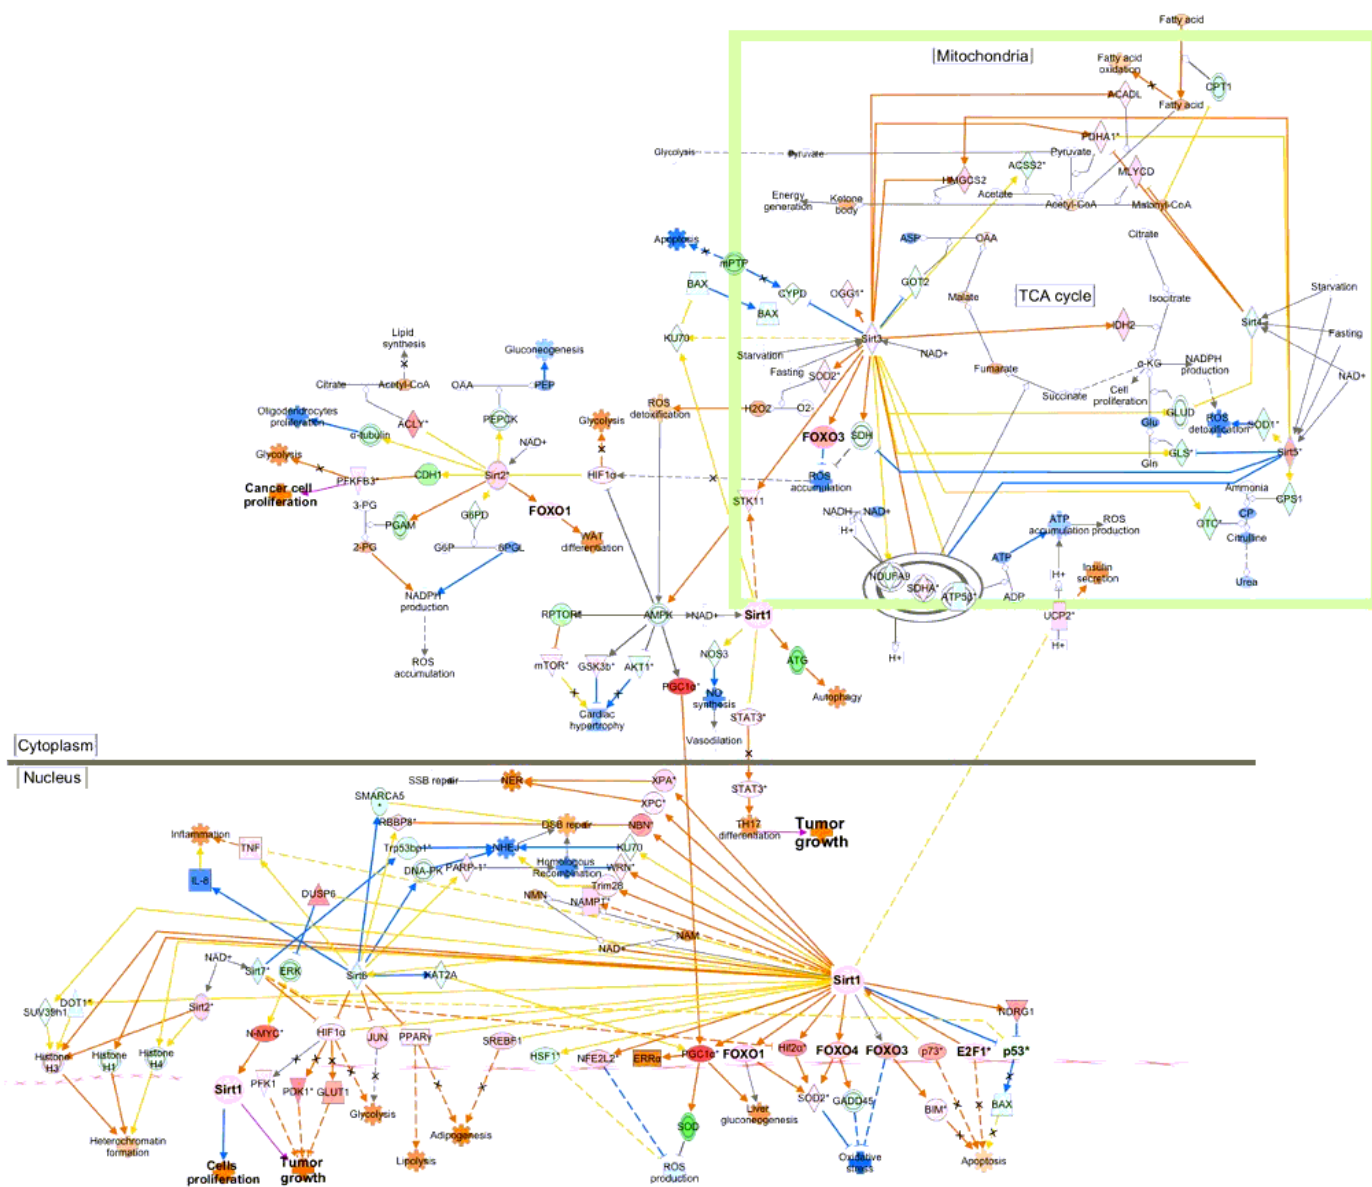 Fatty acid
Mitochondria
Fatty acid
oxidation
CPT1
ACADL
Fatty acid
PDHA1*
Glycolysis
Pyruvate
Pyruvate
ACSS2*
MLYCD
HMGCS2
Acetate
Energy
generation
Ketone
body
Acetyl-CoA
Malonyl-CoA
Apoptosis
ASP
OAA
Citrate
mPTP
BAX
CYPD
OGG1*
GOT2
TCA cycle
Starvation
Malate
Isocitrate
BAX
IDH2
Sirt4
KU70
Sirt3
Fasting
Starvation
NAD+
Lipid
synthesis
Gluconeogenesis
Fasting
SOD2*
Fumarate
α-KG
NADPH
production
NAD+
Citrate
Acetyl-CoA
OAA
PEP
ROS
detoxification
H2O2
O2-
Succinate
Cell
proliferation
GLUD
Oligodendrocytes
proliferation
α-tubulin
ACLY*
PEPCK
Glycolysis
FOXO3
SDH
Glu
ROS
detoxification
SOD1*
NAD+
Sirt5*
Glycolysis
CDH1
Sirt2*
HIF1α
ROS
accumulation
GLS*
Gln
Cancer cell
proliferation
PFKFB3*
STK11
Ammonia
CPS1
3-PG
PGAM
G6PD
FOXO1
NADH
NAD+
H+
ATP
accumulation
ROS
production
OTC*
CP
Citrulline
2-PG
G6P
6PGL
WAT
differentiation
ATP
Insulin
secretion
H+
NDUFA9
SDHA*
ATP5β*
ADP
Urea
NADPH
production
RPTOR*
AMPK
NAD+
Sirt1
UCP2*
H+
H+
ROS
accumulation
mTOR*
GSK3b*
AKT1*
NOS3
ATG
PGC1α*
NO
synthesis
Autophagy
Cardiac
hypertrophy
STAT3*
Vasodilation
Cytoplasm
Nucleus
SSB repair
NER
XPA*
STAT3*
SMARCA5
*
XPC*
RBBP8*
DSB repair
NBN*
TH17
differentiation
Tumor
growth
Inflammation
TNF
Trp53bp1*
NHEJ
KU70
IL-8
DNA-PK
PARP-1*
Homologous
Recombination
WRN*
Trim28
DUSP6
NMN
NAMP1*
NAM
NAD+
NAD+
Sirt7*
ERK
Sirt6
KAT2A
Sirt1
SUV39h1
DOT1*
Sirt2*
NORG1
N-MYC*
HIF1α
JUN
PPARγ
SREBF1
Histone
H3
Histone
H1
Histone
H4
HSF1*
NFE2L2*
ERRα
PGC1α*
FOXO1
Hif2α*
FOXO4
FOXO3
p73*
E2F1*
p53*
Sirt1
PFK1
PDK1*
GLUT1
Glycolysis
SOD2*
GADD45
BIM*
BAX
Liver
gluconeogenesis
SOD
Heterochromatin
formation
Adipogenesis
Cells
proliferation
Tumor
growth
Lipolysis
ROS
production
Oxidative
stress
Apoptosis